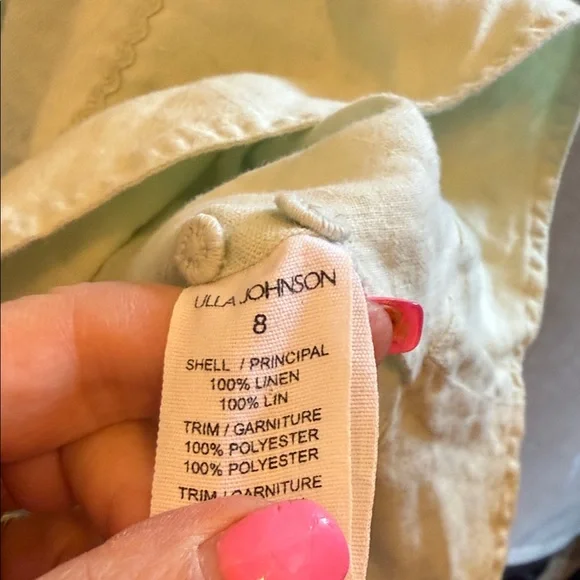 ULLA JOHNSON
8
SHELL / PRINCIPAL
100% LINEN
100% LIN
TRIM / GARNITURE
100% POLYESTER
100% POLYESTER
TRIM / GARNITURE